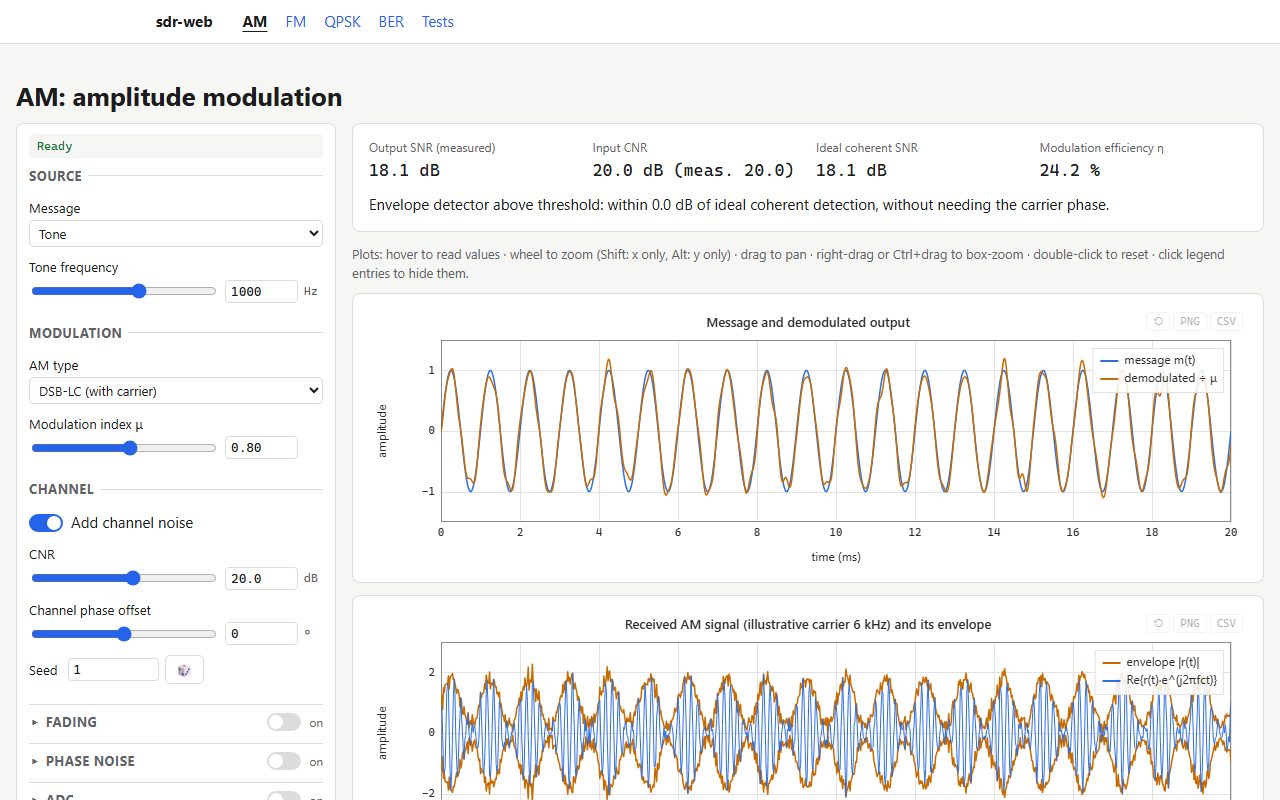 sdr-web AM FM QPSK BER Tests
AM: amplitude modulation
Ready
SOURCE
Message
Tone
Tone frequency
1000 Hz
MODULATION
AM type
DSB-LC (with carrier)
Modulation index μ
0.80
CHANNEL
Add channel noise
CNR
20.0 dB
Channel phase offset
0 °
Seed 1
FADING on
PHASE NOISE on
ADC on
Output SNR (measured) Input CNR Ideal coherent SNR Modulation efficiency η
18.1 dB 20.0 dB (meas. 20.0) 18.1 dB 24.2 %
Envelope detector above threshold: within 0.0 dB of ideal coherent detection, without needing the carrier phase.
Plots: hover to read values · wheel to zoom (Shift: x only, Alt: y only) · drag to pan · right-drag or Ctrl+drag to box-zoom · double-click to reset · click legend
entries to hide them.
Message and demodulated output
PNG CSV
message m(t)
demodulated ÷ μ
1
0
−1
amplitude
0 2 4 6 8 10 12 14 16 18 20
time (ms)
Received AM signal (illustrative carrier 6 kHz) and its envelope
PNG CSV
envelope |r(t)|
Re{r(t)·e^(j2πfct)}
2
0
−2
amplitude